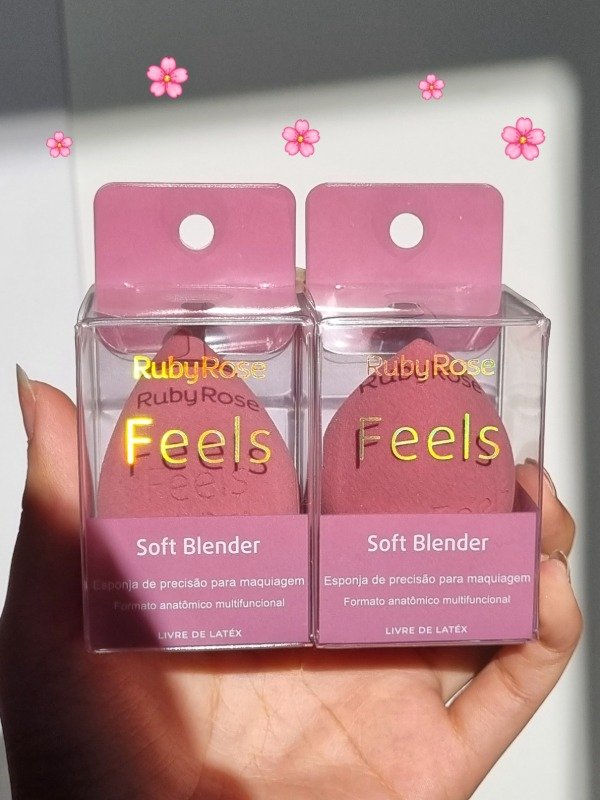 RubyRose
Feels
Soft Blender
Esponja de precisão para maquiagem
Formato anatômico multifuncional
LIVRE DE LATÉX
RubyRose
Feels
Soft Blender
Esponja de precisão para maquiagem
Formato anatômico multifuncional
LIVRE DE LATÉX